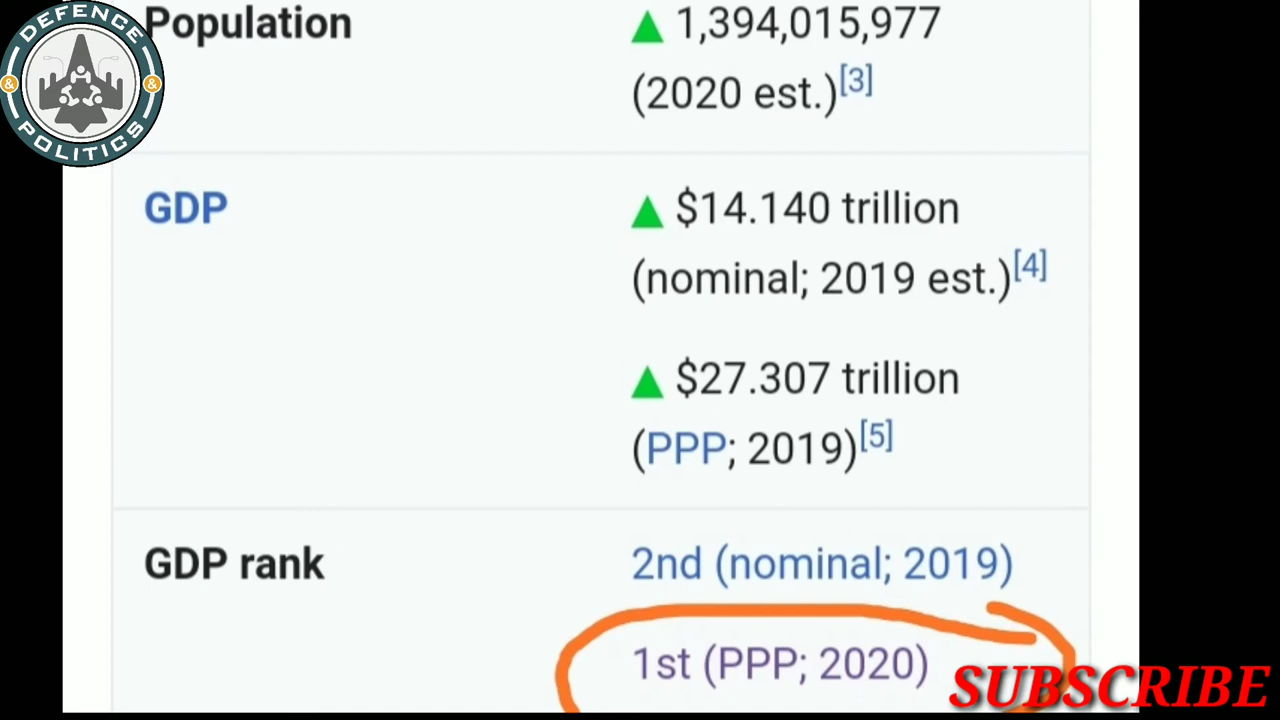 DEFENCE
& &
POLITICS
Population
▲ 1,394,015,977
(2020 est.)[3]
GDP
▲ $14.140 trillion
(nominal; 2019 est.)[4]
▲ $27.307 trillion
(PPP; 2019)[5]
GDP rank
2nd (nominal; 2019)
1st (PPP; 2020)
SUBSCRIBE